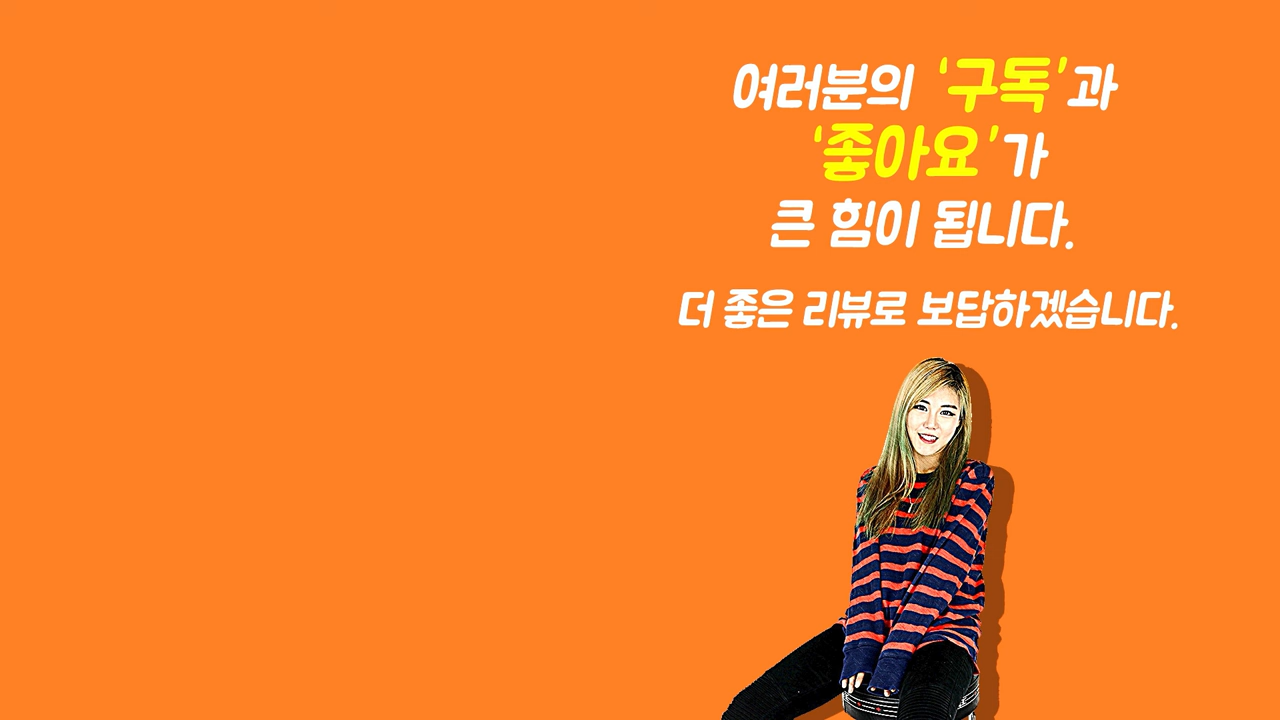 여러분의 '구독'과
'좋아요'가
큰 힘이 됩니다.
더 좋은 리뷰로 보답하겠습니다.